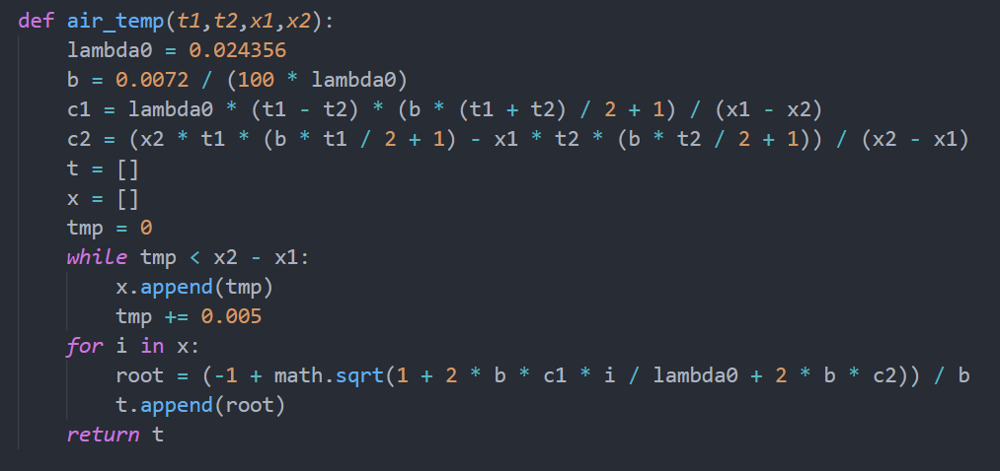 def air_temp(t1,t2,x1,x2):
    lambda0 = 0.024356
    b = 0.0072 / (100 * lambda0)
    c1 = lambda0 * (t1 - t2) * (b * (t1 + t2) / 2 + 1) / (x1 - x2)
    c2 = (x2 * t1 * (b * t1 / 2 + 1) - x1 * t2 * (b * t2 / 2 + 1)) / (x2 - x1)
    t = []
    x = []
    tmp = 0
    while tmp < x2 - x1:
        x.append(tmp)
        tmp += 0.005
    for i in x:
        root = (-1 + math.sqrt(1 + 2 * b * c1 * i / lambda0 + 2 * b * c2)) / b
        t.append(root)
    return t